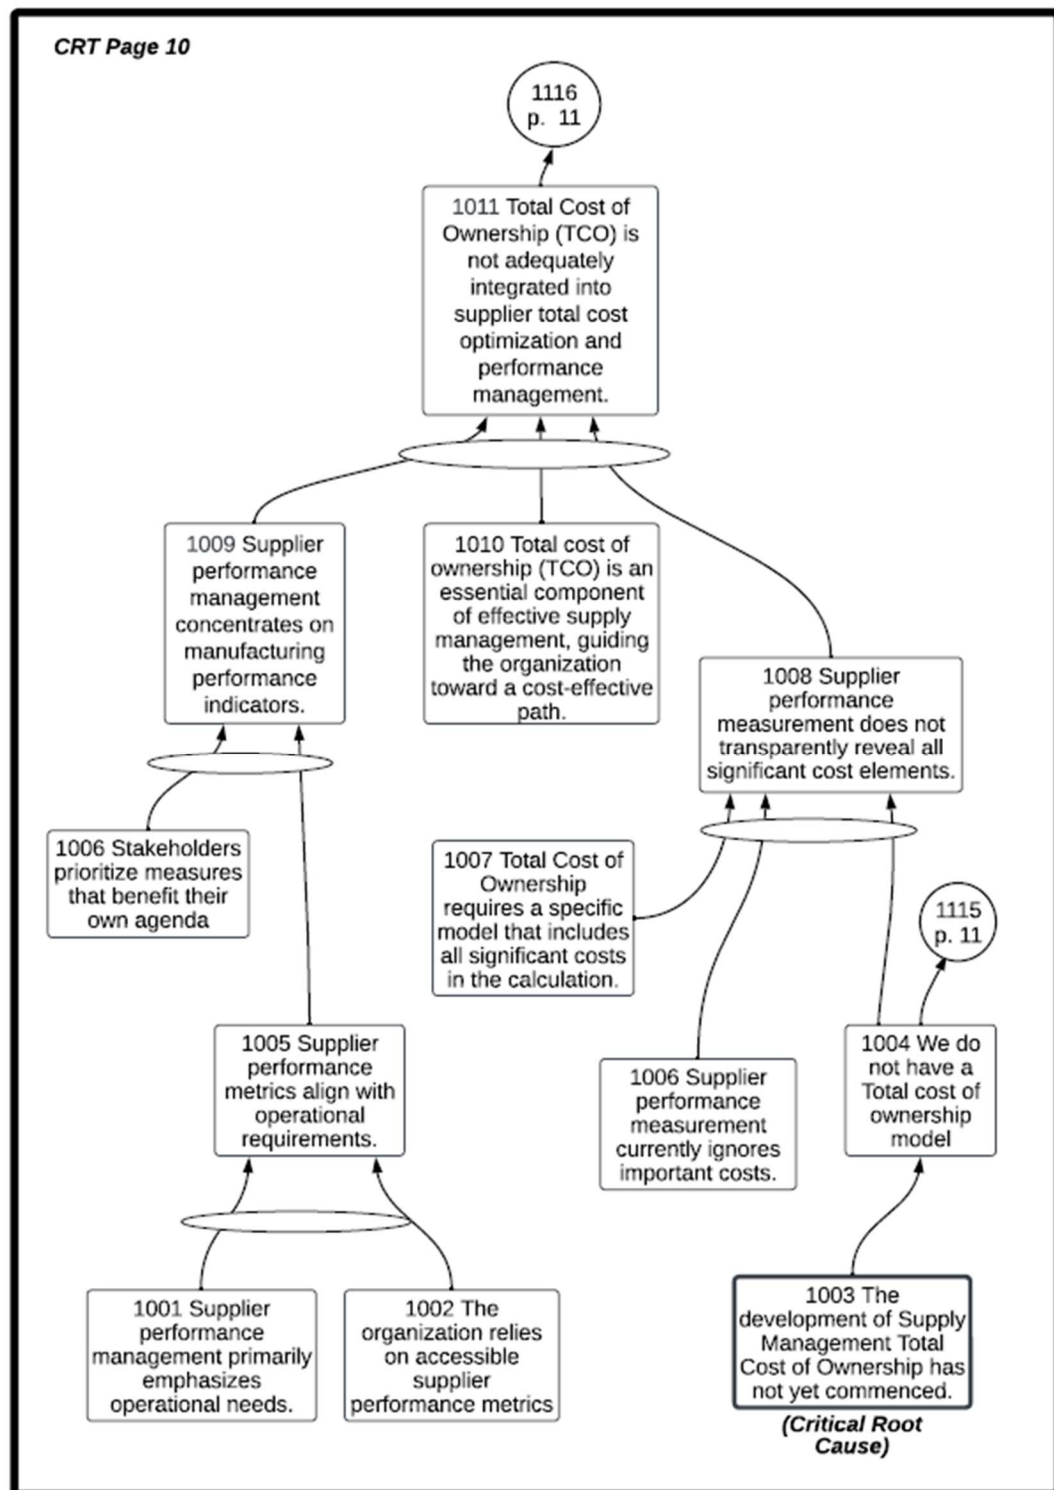 CRT Page 10
1116
p. 11
1011 Total Cost of
Ownership (TCO) is
not adequately
integrated into
supplier total cost
optimization and
performance
management.
1009 Supplier
performance
management
concentrates on
manufacturing
performance
indicators.
1010 Total cost of
ownership (TCO) is an
essential component
of effective supply
management, guiding
the organization
toward a cost-effective
path.
1008 Supplier
performance
measurement does not
transparently reveal all
significant cost elements.
1006 Stakeholders
prioritize measures
that benefit their
own agenda
1007 Total Cost of
Ownership
requires a specific
model that includes
all significant costs
in the calculation.
1115
p. 11
1005 Supplier
performance
metrics align with
operational
requirements.
1006 Supplier
performance
measurement
currently ignores
important costs.
1004 We do
not have a
Total cost of
ownership
model
1001 Supplier
performance
management primarily
emphasizes
operational needs.
1002 The
organization relies
on accessible
supplier
performance metrics
1003 The
development of Supply
Management Total
Cost of Ownership has
not yet commenced.
(Critical Root
Cause)